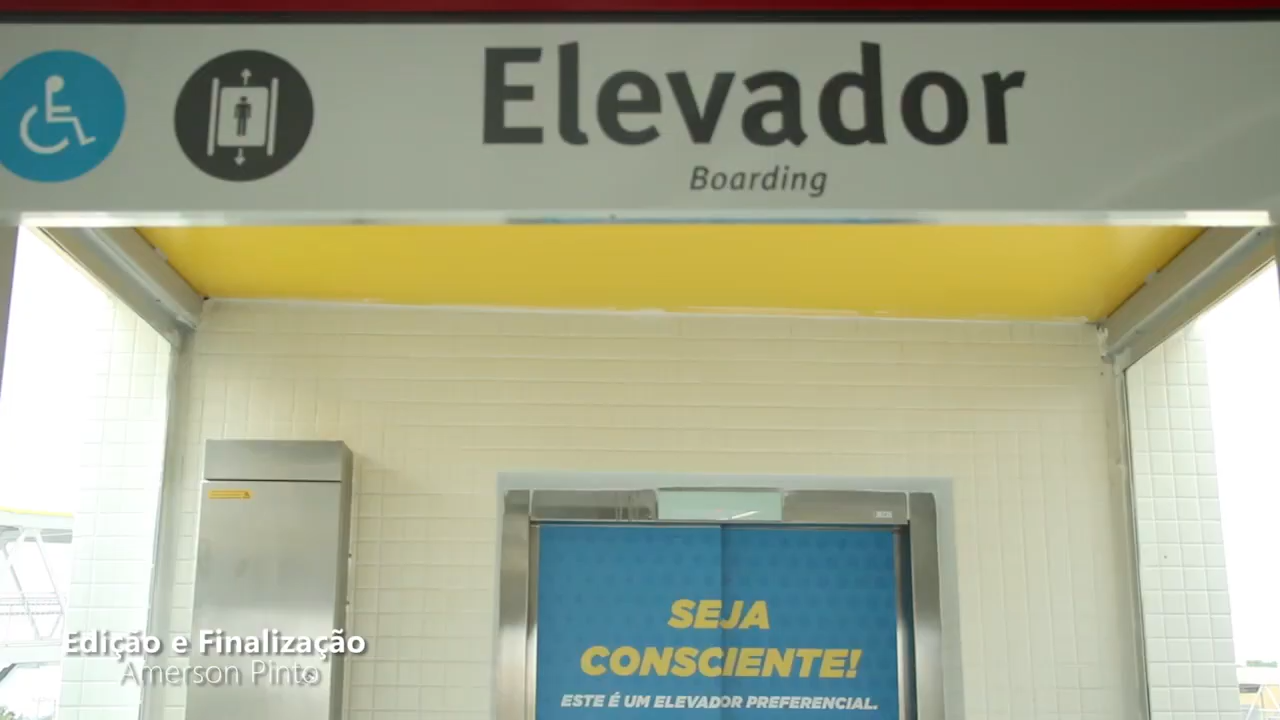 Elevador
Boarding
SEJA
CONSCIENTE!
ESTE É UM ELEVADOR PREFERENCIAL.
Edição e Finalização
Amerson Pinto